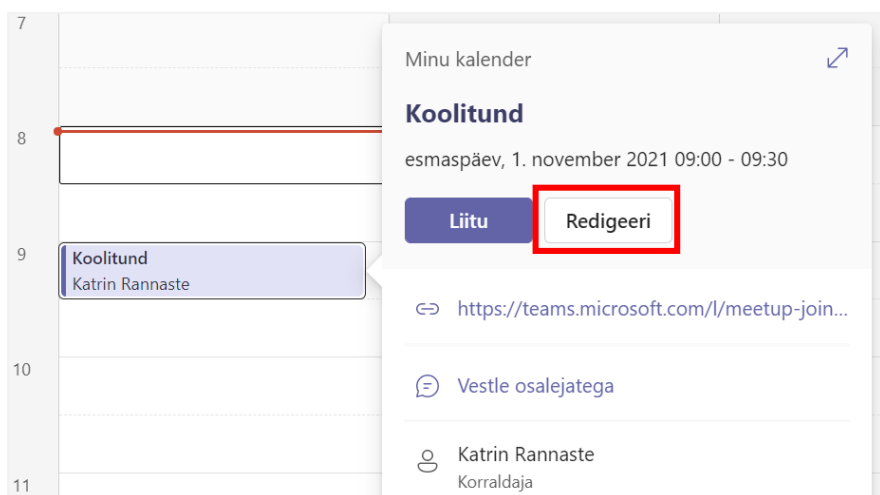 7
8
9
10
11
Koolitund
Katrin Rannaste
Minu kalender
Koolitund
esmaspäev, 1. november 2021 09:00 - 09:30
Liitu
Redigeeri
https://teams.microsoft.com/l/meetup-join...
Vestle osalejatega
Katrin Rannaste
Korraldaja